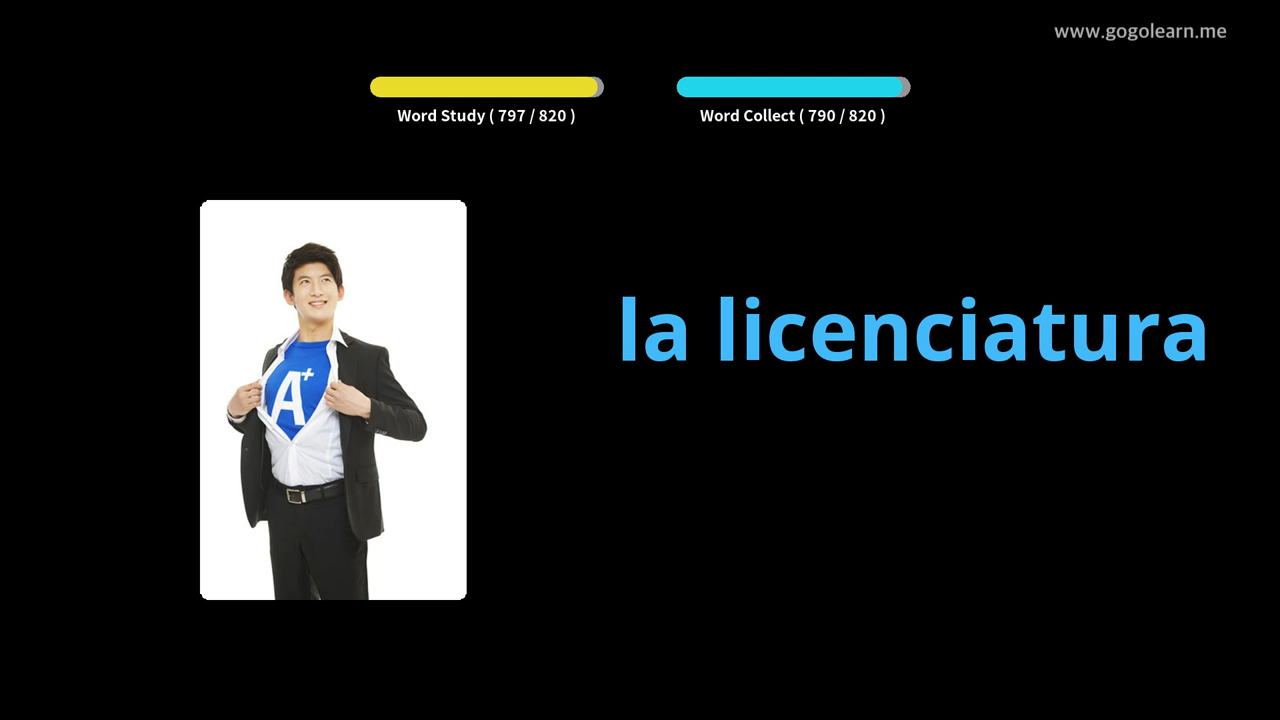 www.gogolearn.me
Word Study ( 797 / 820 )
Word Collect ( 790 / 820 )
A+
la licenciatura